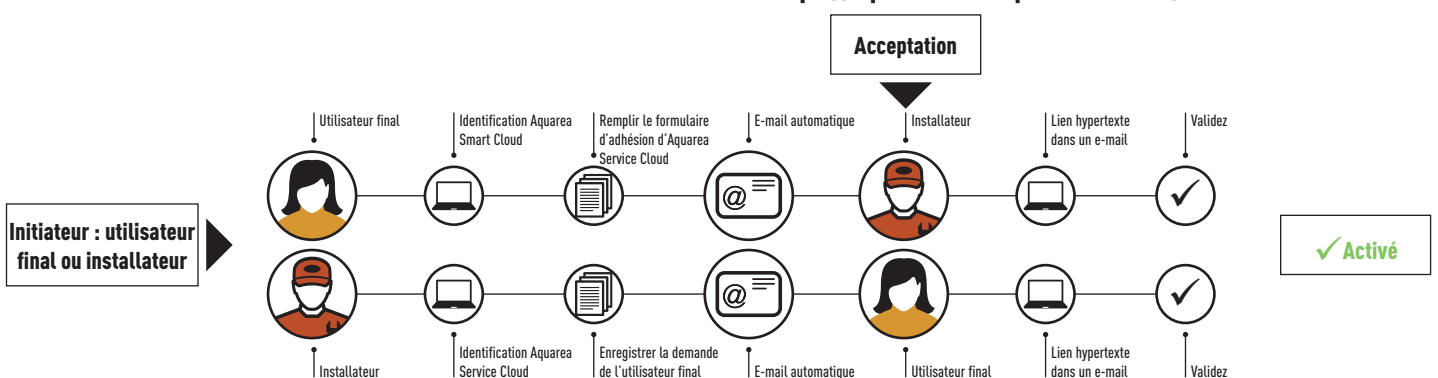 Acceptation
Utilisateur final
Identification Aquarea
Smart Cloud
Remplir le formulaire
d'adhésion d'Aquarea
Service Cloud
E-mail automatique
Installateur
Lien hypertexte
dans un e-mail
Validez
Initiateur : utilisateur
final ou installateur
@
@
Activé
Installateur
Identification Aquarea
Service Cloud
Enregistrer la demande
de l'utilisateur final
E-mail automatique
Utilisateur final
Lien hypertexte
dans un e-mail
Validez